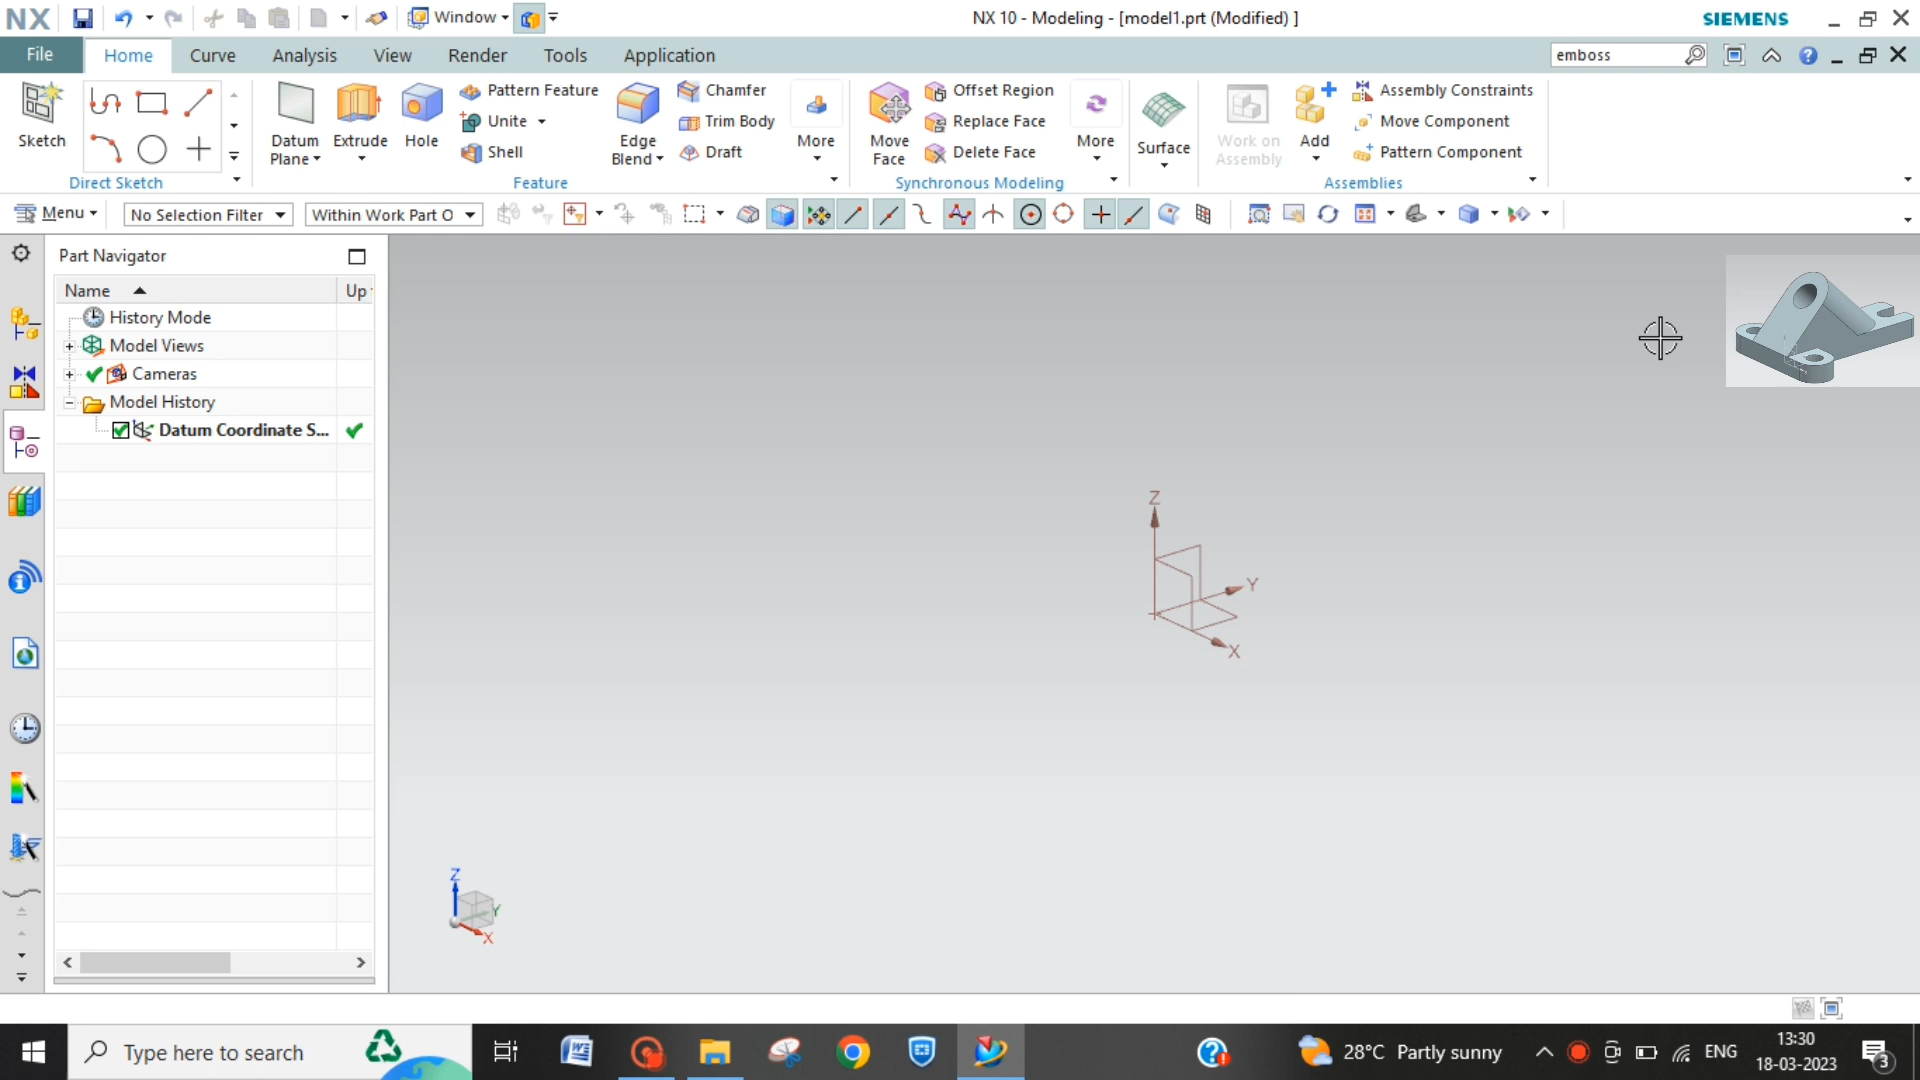 NX Window NX 10 - Modeling - [model1.prt (Modified) ] SIEMENS
File Home Curve Analysis View Render Tools Application emboss
Sketch
Direct Sketch
Datum Plane
Extrude
Hole
Pattern Feature
Unite
Shell
Edge Blend
Chamfer
Trim Body
Draft
More
Feature
Move Face
Offset Region
Replace Face
Delete Face
More
Synchronous Modeling
Surface
Work on Assembly
Add
Assembly Constraints
Move Component
Pattern Component
Assemblies
Menu No Selection Filter Within Work Part O
Part Navigator
Name Up
History Mode
Model Views
Cameras
Model History
Datum Coordinate S...
Z
Y
X
Z
Y
X
Type here to search 28°C Partly sunny ENG 13:30
18-03-2023 3